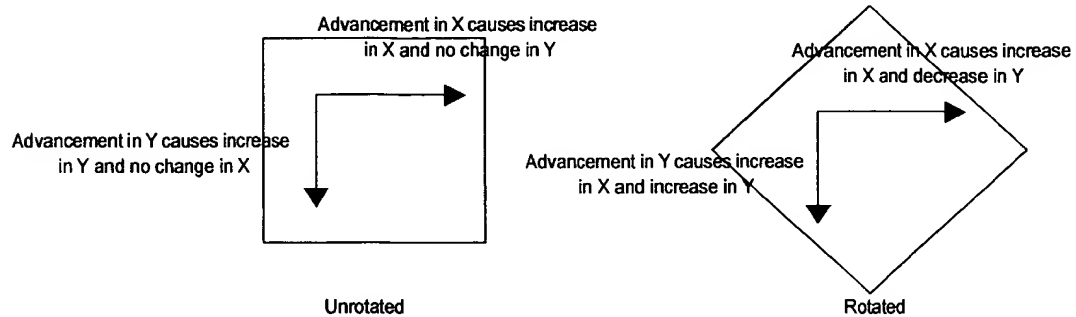 Advancement in X causes increase
in X and no change in Y
Advancement in Y causes increase
in Y and no change in X
Unrotated
Advancement in X causes increase
in X and decrease in Y
Advancement in Y causes increase
in X and increase in Y
Rotated